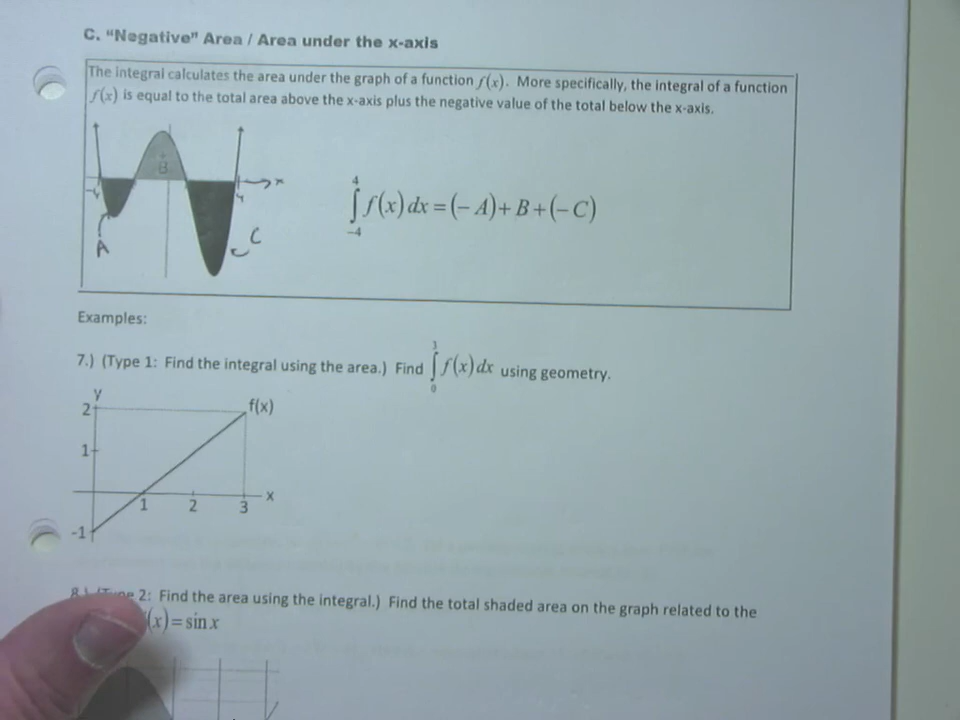 C. "Negative" Area / Area under the x-axis
The integral calculates the area under the graph of a function f(x). More specifically, the integral of a function
f(x) is equal to the total area above the x-axis plus the negative value of the total below the x-axis.
B
-4 4 x
A C
∫_{-4}^{4} f(x) dx = (-A) + B + (-C)
Examples:
7.) (Type 1: Find the integral using the area.) Find ∫_{0}^{3} f(x) dx using geometry.
y
2 f(x)
1
1 2 3 x
-1
2: Find the area using the integral.) Find the total shaded area on the graph related to the
(x) = sin x